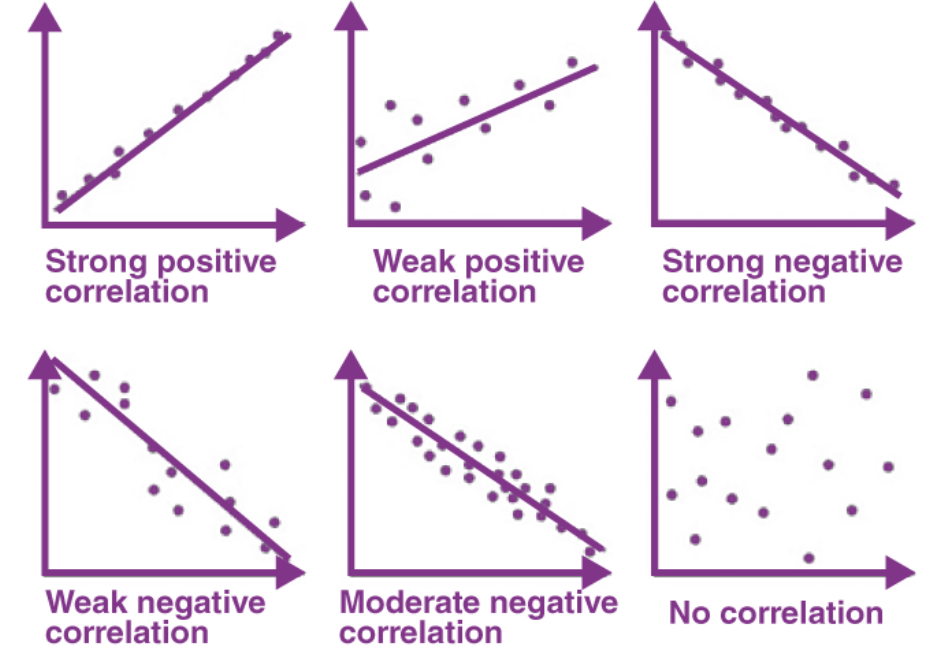 Strong positive
correlation
Weak positive
correlation
Strong negative
correlation
Weak negative
correlation
Moderate negative
correlation
No correlation